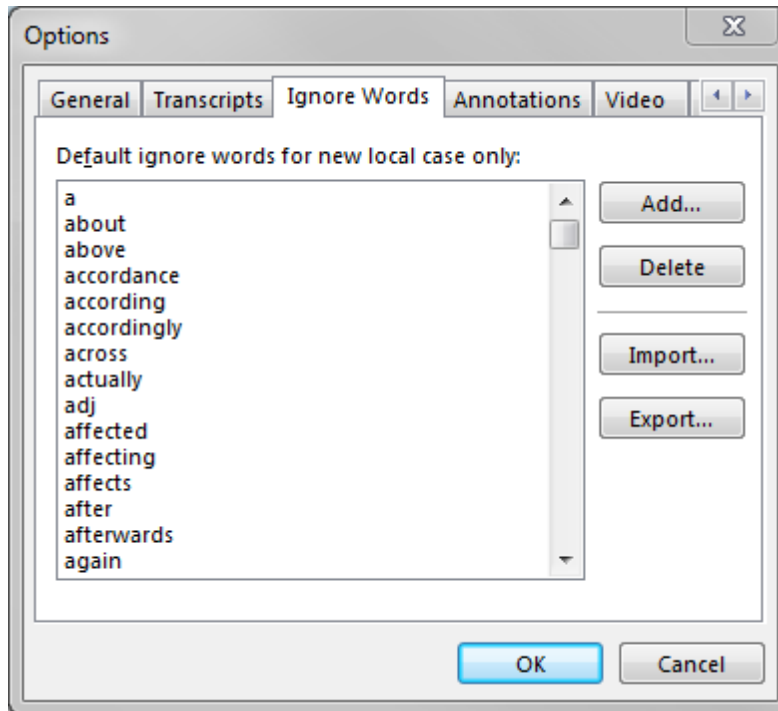 Options
General Transcripts Ignore Words Annotations Video
Default ignore words for new local case only:
a
about
above
accordance
according
accordingly
across
actually
adj
affected
affecting
affects
after
afterwards
again
Add...
Delete
Import...
Export...
OK Cancel